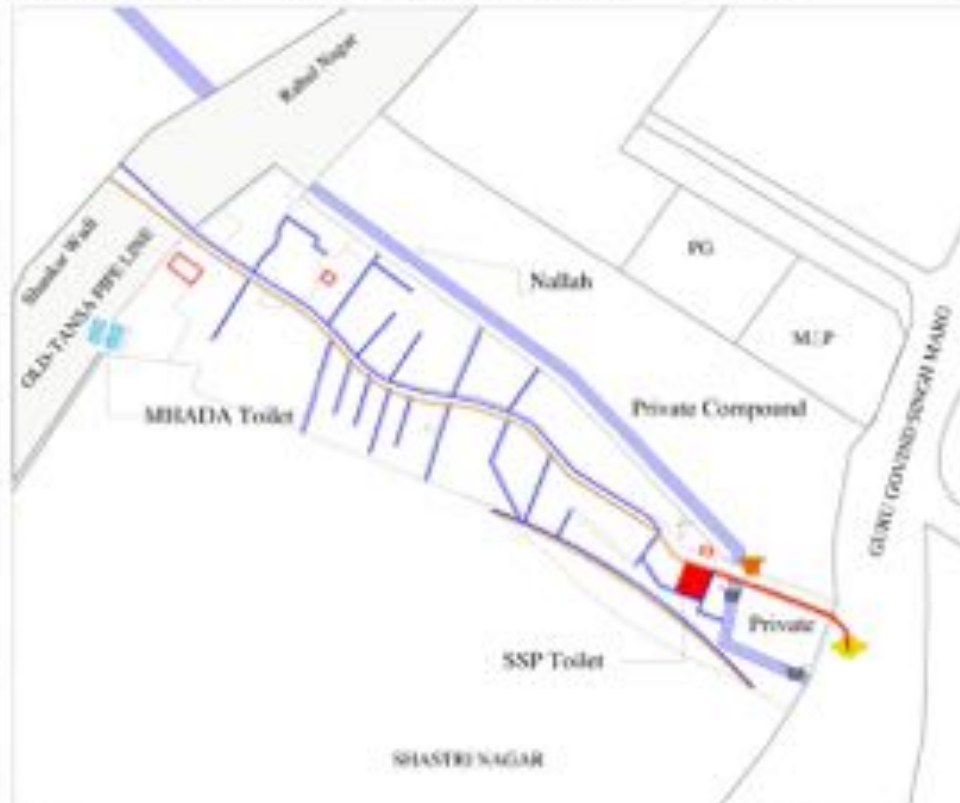 Rahul Nagar
Shankar Wadi
OLD-TANSA PIPE LINE
PG
Nallah
MHADA Toilet
Private Compound
GURU GOVIND SINGH MARG
Private
SSP Toilet
SHASTRI NAGAR